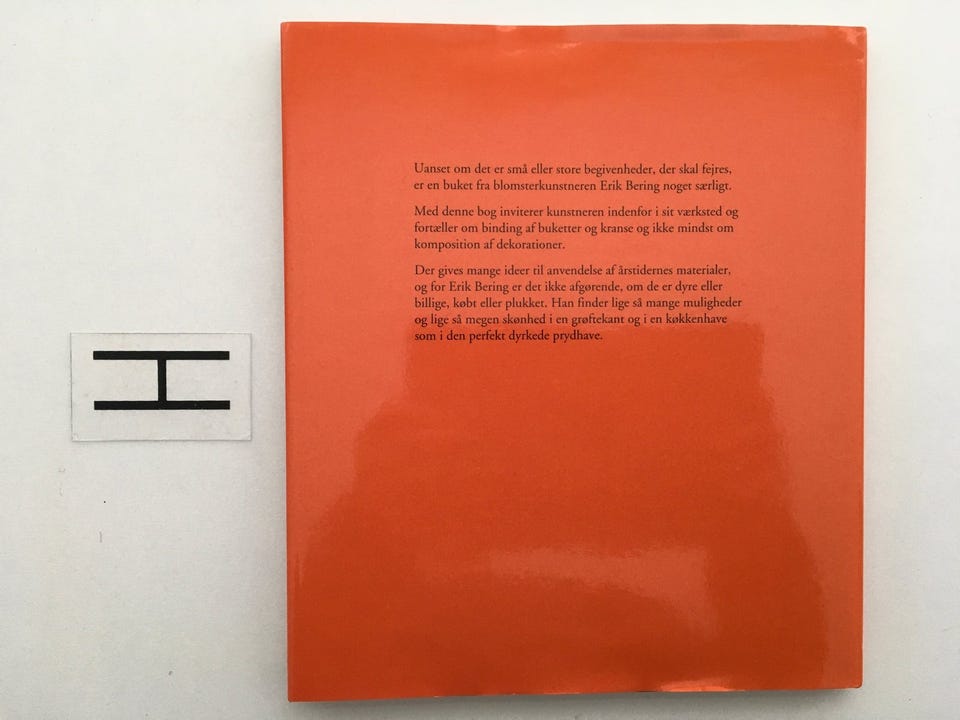 Uanset om det er små eller store begivenheder, der skal fejres,
er en buket fra blomsterkunstneren Erik Bering noget særligt.
Med denne bog inviterer kunstneren indenfor i sit værksted og
fortæller om binding af buketter og kranse og ikke mindst om
komposition af dekorationer.
Der gives mange ideer til anvendelse af årstidernes materialer,
og for Erik Bering er det ikke afgørende, om de er dyre eller
billige, købt eller plukket. Han finder lige så mange muligheder
og lige så megen skønhed i en grøftekant og i en køkkenhave
som i den perfekt dyrkede prydhave.